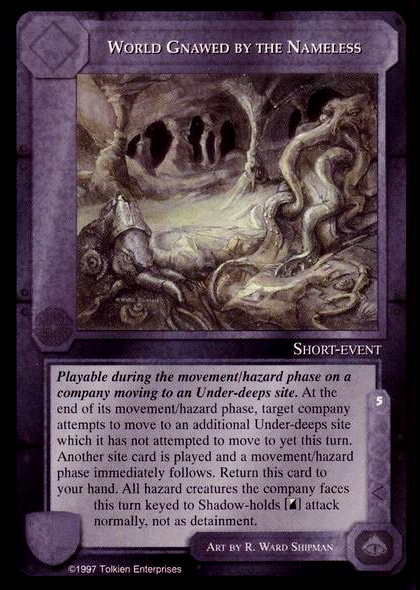 World Gnawed by the Nameless
R. WARD SHIPMAN
Short-event
Playable during the movement/hazard phase on a
company moving to an Under-deeps site. At the
end of its movement/hazard phase, target company
attempts to move to an additional Under-deeps site
which it has not attempted to move to yet this turn.
Another site card is played and a movement/hazard
phase immediately follows. Return this card to
your hand. All hazard creatures the company faces
this turn keyed to Shadow-holds [] attack
normally, not as detainment.
5
Art by R. Ward Shipman
©1997 Tolkien Enterprises